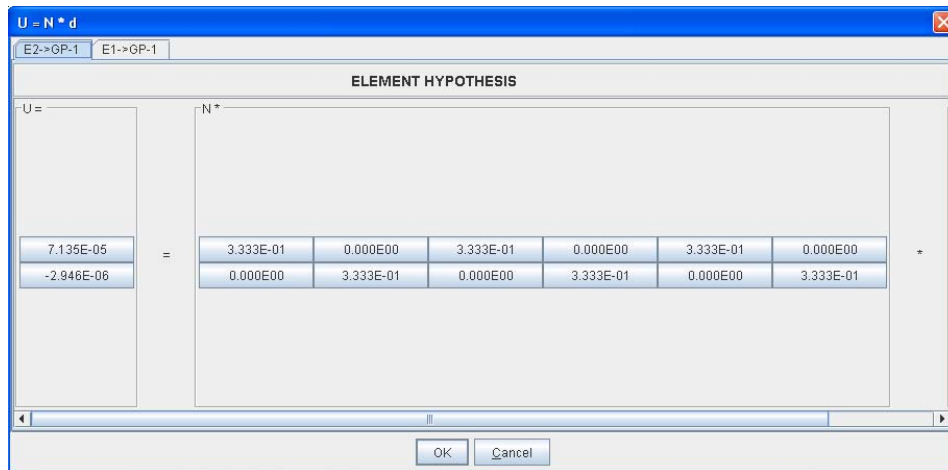 U = N * d
E2->GP-1 E1->GP-1
ELEMENT HYPOTHESIS
U = N *
7.135E-05 = 3.333E-01 0.000E00 3.333E-01 0.000E00 3.333E-01 0.000E00 *
-2.946E-06 0.000E00 3.333E-01 0.000E00 3.333E-01 0.000E00 3.333E-01
OK Cancel